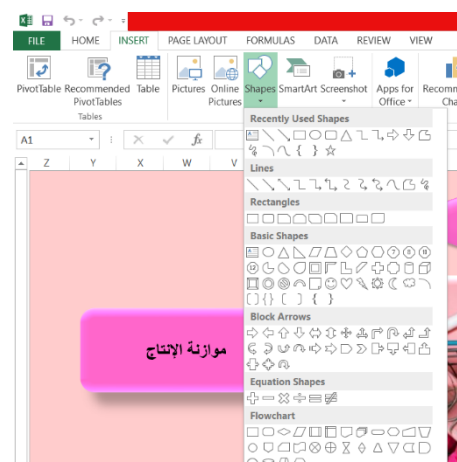 FILE HOME INSERT PAGE LAYOUT FORMULAS DATA REVIEW VIEW
PivotTable Recommended PivotTables Table Pictures Online Pictures Shapes SmartArt Screenshot Apps for Office
Tables
A1 fx
Z Y X W V
Recently Used Shapes
Lines
Rectangles
Basic Shapes
Block Arrows
Equation Shapes
Flowchart
موازنة الإنتاج